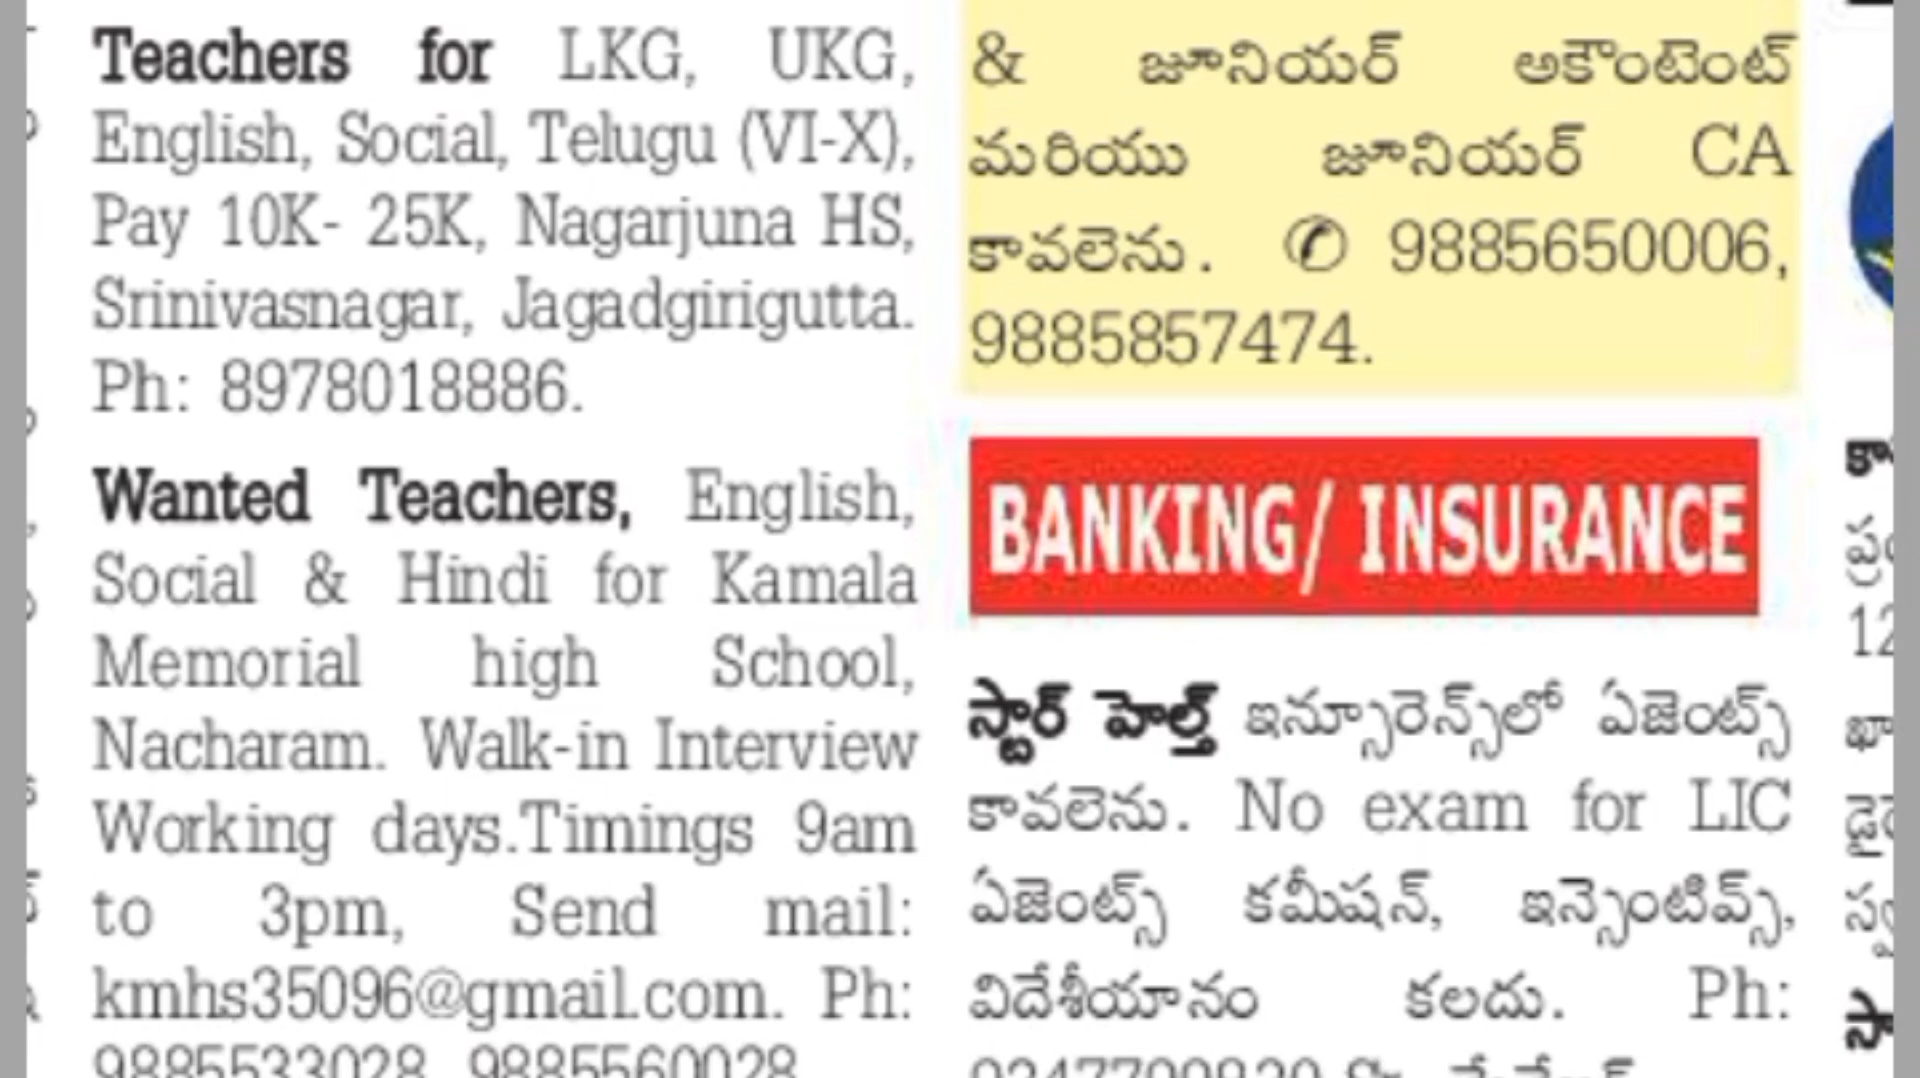 Teachers for LKG, UKG,
English, Social, Telugu (VI-X),
Pay 10K- 25K, Nagarjuna HS,
Srinivasnagar, Jagadgirigutta.
Ph: 8978018886.
Wanted Teachers, English,
Social & Hindi for Kamala
Memorial high School,
Nacharam. Walk-in Interview
Working days.Timings 9am
to 3pm, Send mail:
kmhs35096@gmail.com. Ph:
9885533028, 9885560028
& జూనియర్ అకౌంటెంట్
మరియు జూనియర్ CA
కావలెను. ✆ 9885650006,
9885857474.
BANKING/ INSURANCE
స్టార్ హెల్త్ ఇన్సూరెన్స్‌లో ఏజెంట్స్
కావలెను. No exam for LIC
ఏజెంట్స్ కమీషన్, ఇన్సెంటివ్స్,
విదేశీయానం కలదు. Ph: